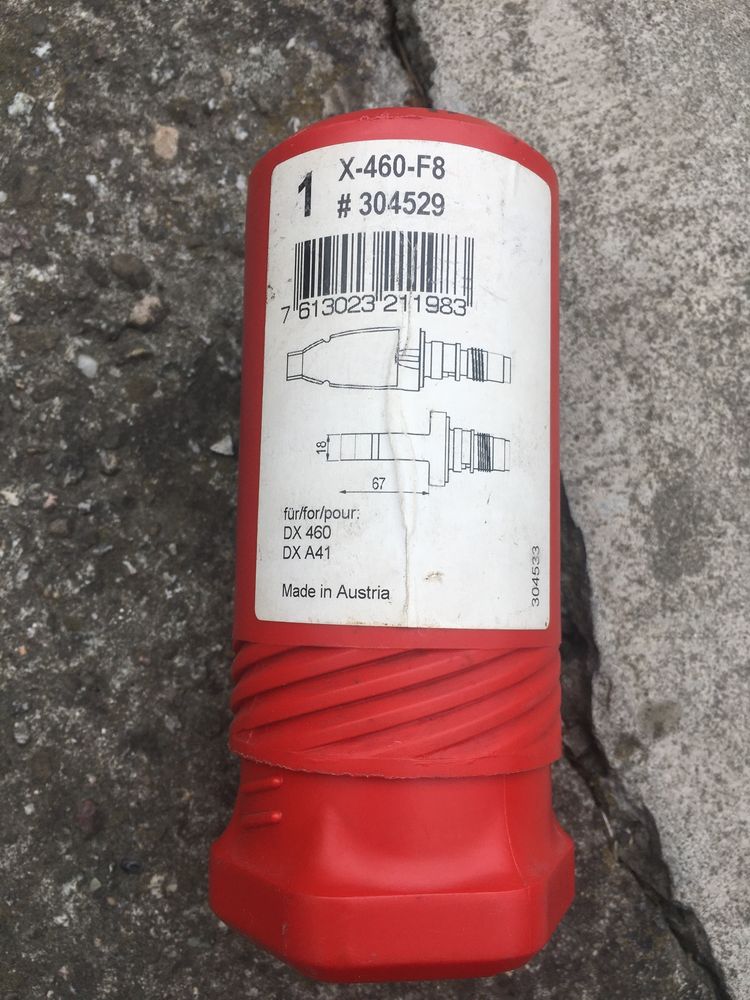 1
X-460-F8
# 304529
7 613023 211983
18
67
für/for/pour:
DX 460
DX A41
Made in Austria
304533